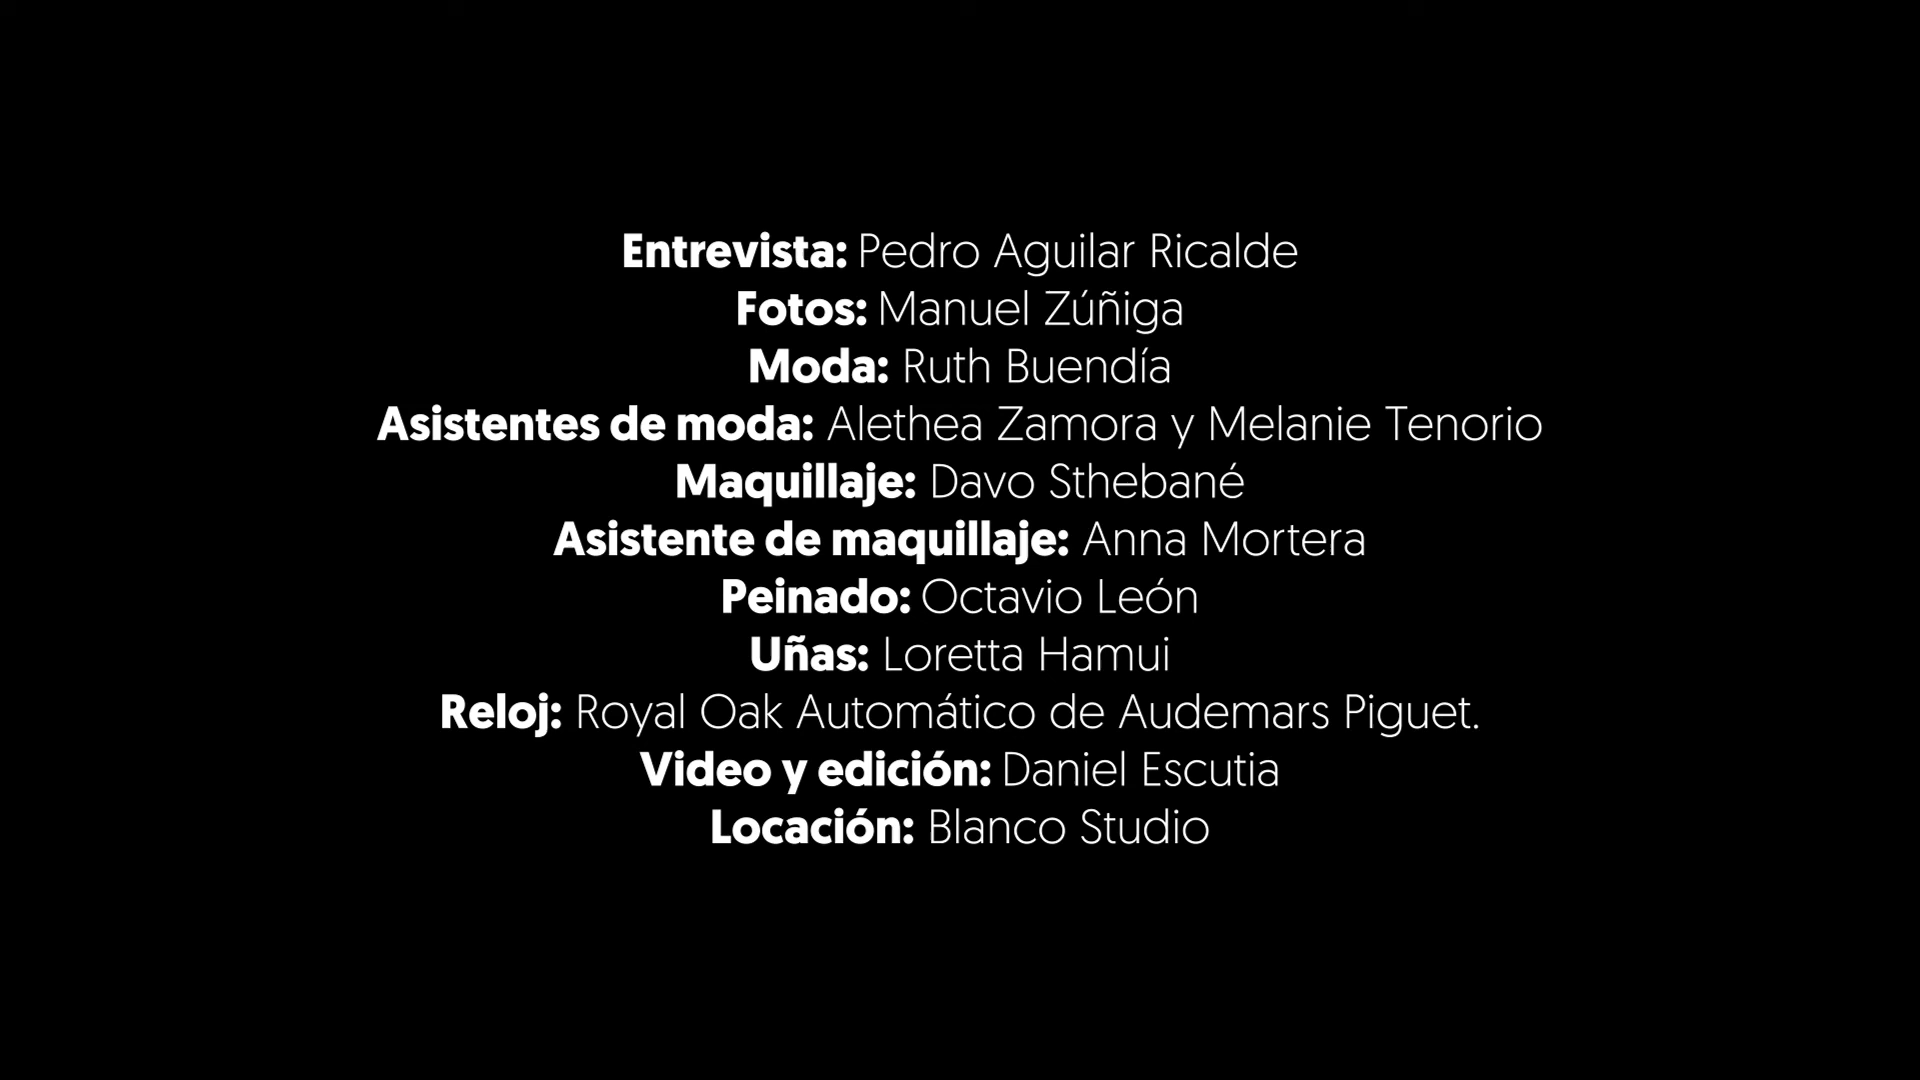 Entrevista: Pedro Aguilar Ricalde
Fotos: Manuel Zúñiga
Moda: Ruth Buendía
Asistentes de moda: Alethea Zamora y Melanie Tenorio
Maquillaje: Davo Sthebané
Asistente de maquillaje: Anna Mortera
Peinado: Octavio León
Uñas: Loretta Hamui
Reloj: Royal Oak Automático de Audemars Piguet.
Video y edición: Daniel Escutia
Locación: Blanco Studio